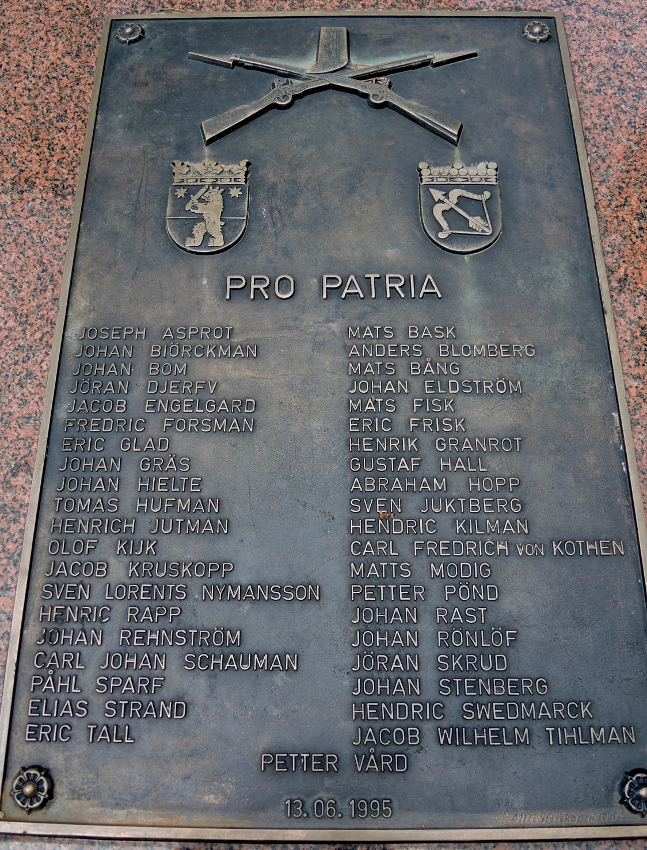 PRO PATRIA
JOSEPH ASPROT
JOHAN BIÖRCKMAN
JOHAN BOM
JÖRAN DJERFV
JACOB ENGELGARD
FREDRIC FORSMAN
ERIC GLAD
JOHAN GRÄS
JOHAN HIELTE
TOMAS HUFMAN
HENRICH JUTMAN
OLOF KIJK
JACOB KRUSKOPP
SVEN LORENTS NYMANSSON
HENRIC RAPP
JOHAN REHNSTRÖM
CARL JOHAN SCHAUMAN
PÅHL SPARF
ELIAS STRAND
ERIC TALL
MATS BASK
ANDERS BLOMBERG
MATS BÅNG
JOHAN ELDSTRÖM
MATS FISK
ERIC FRISK
HENRIK GRANROT
GUSTAF HALL
ABRAHAM HOPP
SVEN JUKTBERG
HENDRIC KILMAN
CARL FREDRICH VON KOTHEN
MATTS MODIG
PETTER PÖND
JOHAN RAST
JOHAN RÖNLÖF
JÖRAN SKRUD
JOHAN STENBERG
HENDRIC SWEDMARCK
JACOB WILHELM TIHLMAN
PETTER VÅRD
13.06.1995